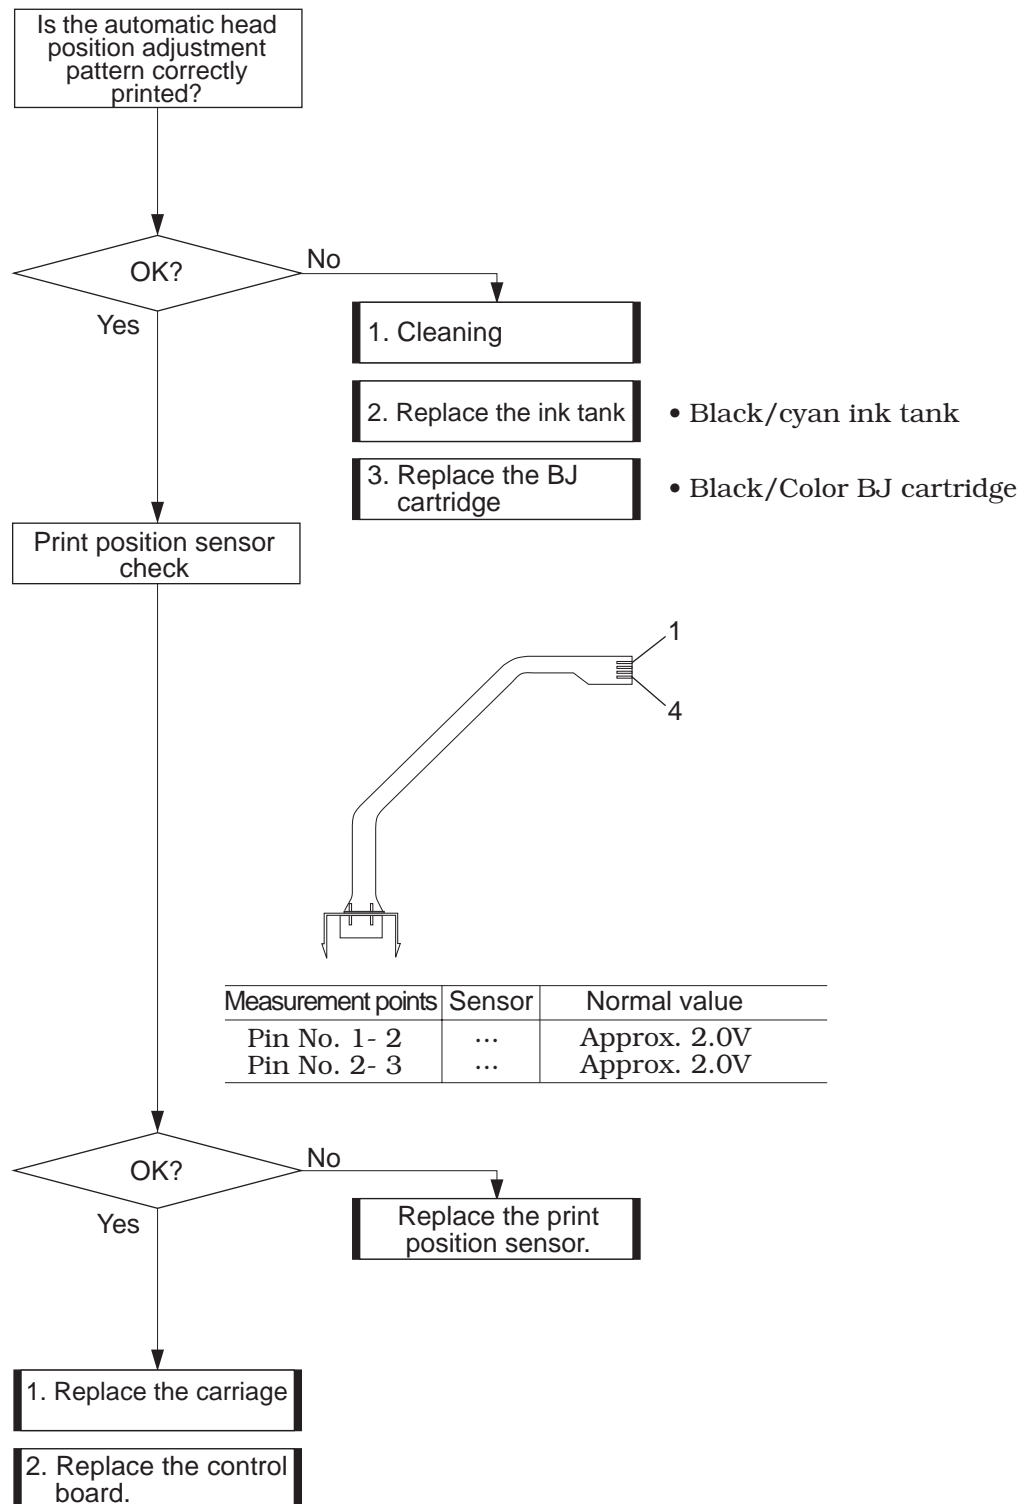 Is the automatic head
position adjustment
pattern correctly
printed?
OK?
No
Yes
1. Cleaning
2. Replace the ink tank
• Black/cyan ink tank
3. Replace the BJ
cartridge
• Black/Color BJ cartridge
Print position sensor
check
1
4
Measurement points Sensor Normal value
Pin No. 1- 2 ... Approx. 2.0V
Pin No. 2- 3 ... Approx. 2.0V
OK?
No
Yes
Replace the print
position sensor.
1. Replace the carriage
2. Replace the control
board.